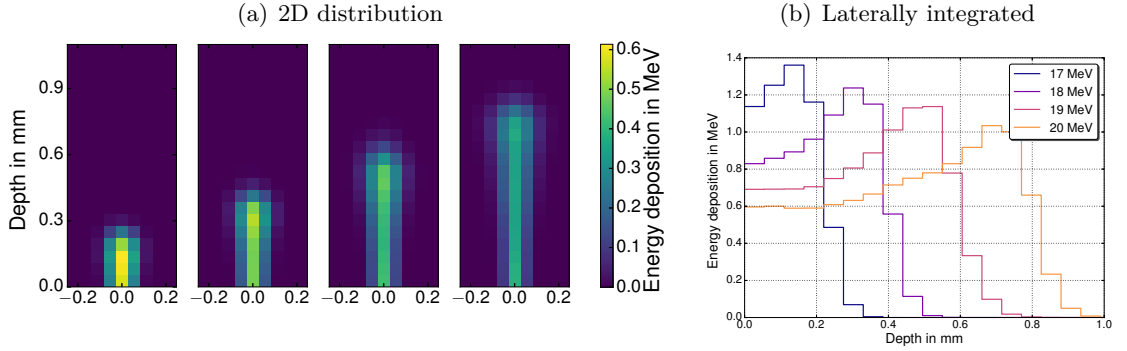 (a) 2D distribution
Depth in mm
0.9
0.6
0.3
0.0
−0.2 0.0 0.2
−0.2 0.0 0.2
−0.2 0.0 0.2
−0.2 0.0 0.2
0.6
0.5
0.4
0.3
0.2
0.1
0.0
Energy deposition in MeV
(b) Laterally integrated
Energy deposition in MeV
1.4
1.2
1.0
0.8
0.6
0.4
0.2
0.0
0.0 0.2 0.4 0.6 0.8 1.0
Depth in mm
17 MeV
18 MeV
19 MeV
20 MeV